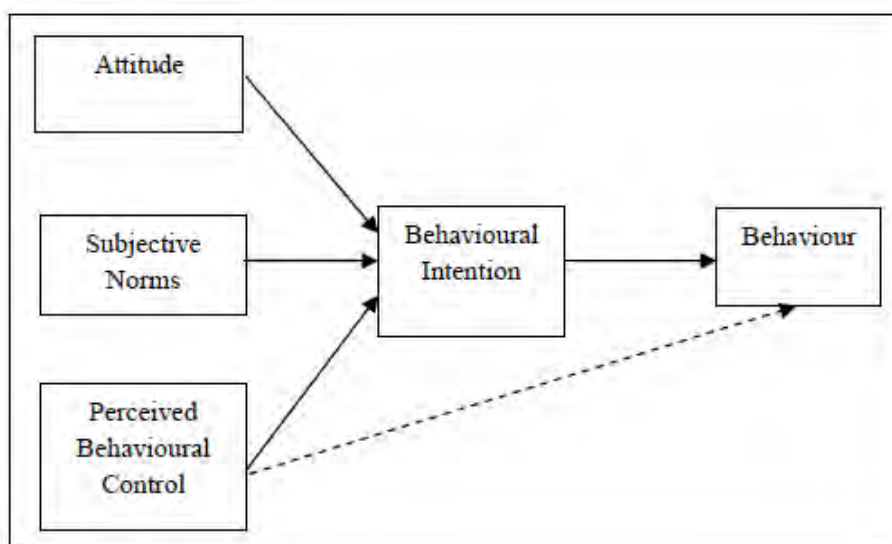 Attitude
Subjective
Norms
Perceived
Behavioural
Control
Behavioural
Intention
Behaviour